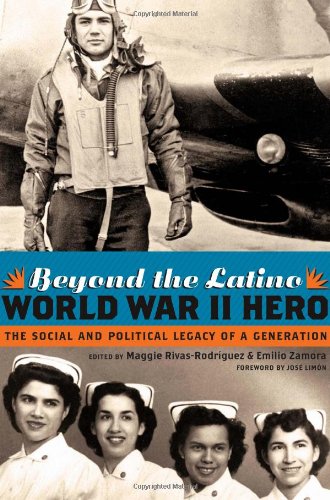 Beyond the Latino
WORLD WAR II HERO
THE SOCIAL AND POLITICAL LEGACY OF A GENERATION
EDITED BY Maggie Rivas-Rodríguez & Emilio Zamora
FOREWORD BY JOSÉ LIMÓN